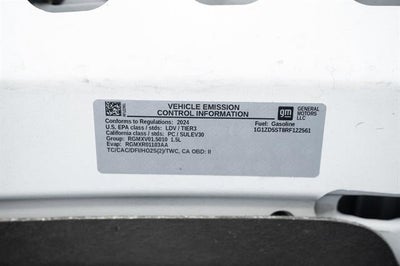 VEHICLE EMISSION
CONTROL INFORMATION
gm GENERAL MOTORS LLC
Conforms to Regulations: 2024
Fuel: Gasoline
U.S. EPA class / stds: LDV / TIER3
1G1ZD5ST8RF122561
California class / stds: PC / SULEV30
Group: RGMXV01.5010 1.5L
Evap: RGMXR0110JAA
TC/CAC/DFI/HO2S(2)/TWC, CA OBD: II